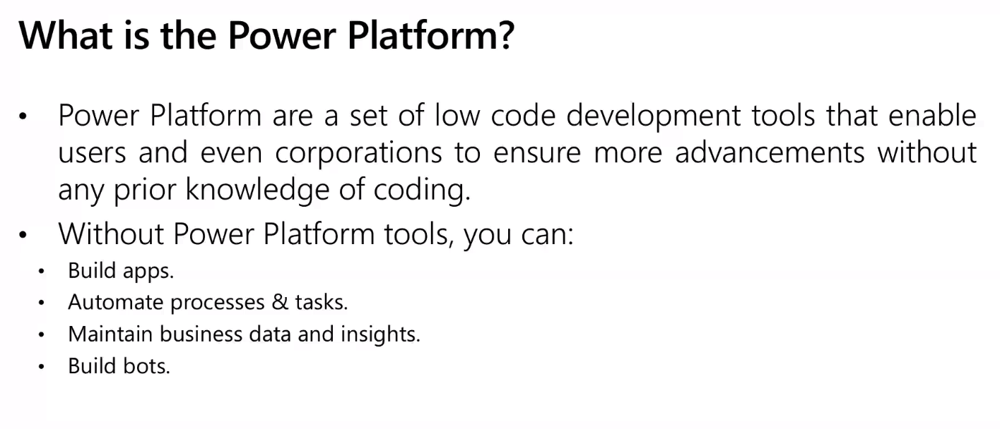 What is the Power Platform?
• Power Platform are a set of low code development tools that enable
users and even corporations to ensure more advancements without
any prior knowledge of coding.
• Without Power Platform tools, you can:
• Build apps.
• Automate processes & tasks.
• Maintain business data and insights.
• Build bots.